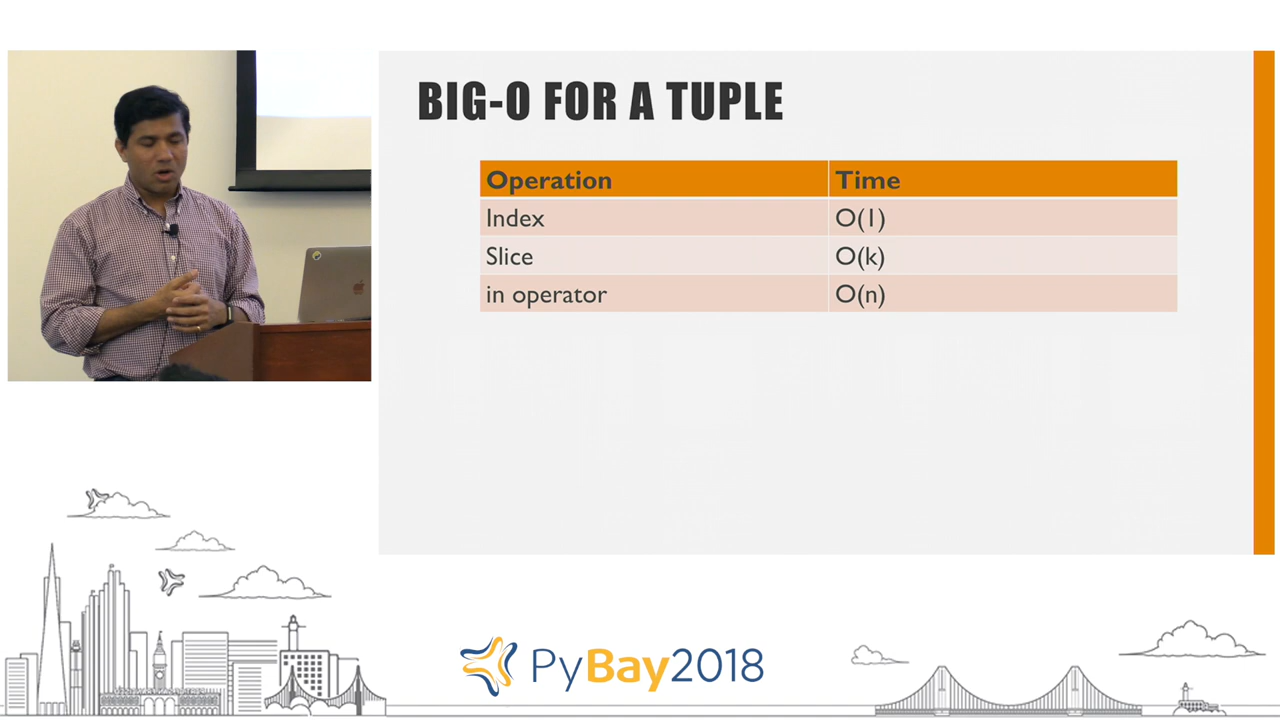 BIG-O FOR A TUPLE
Operation Time
Index O(1)
Slice O(k)
in operator O(n)
PyBay2018